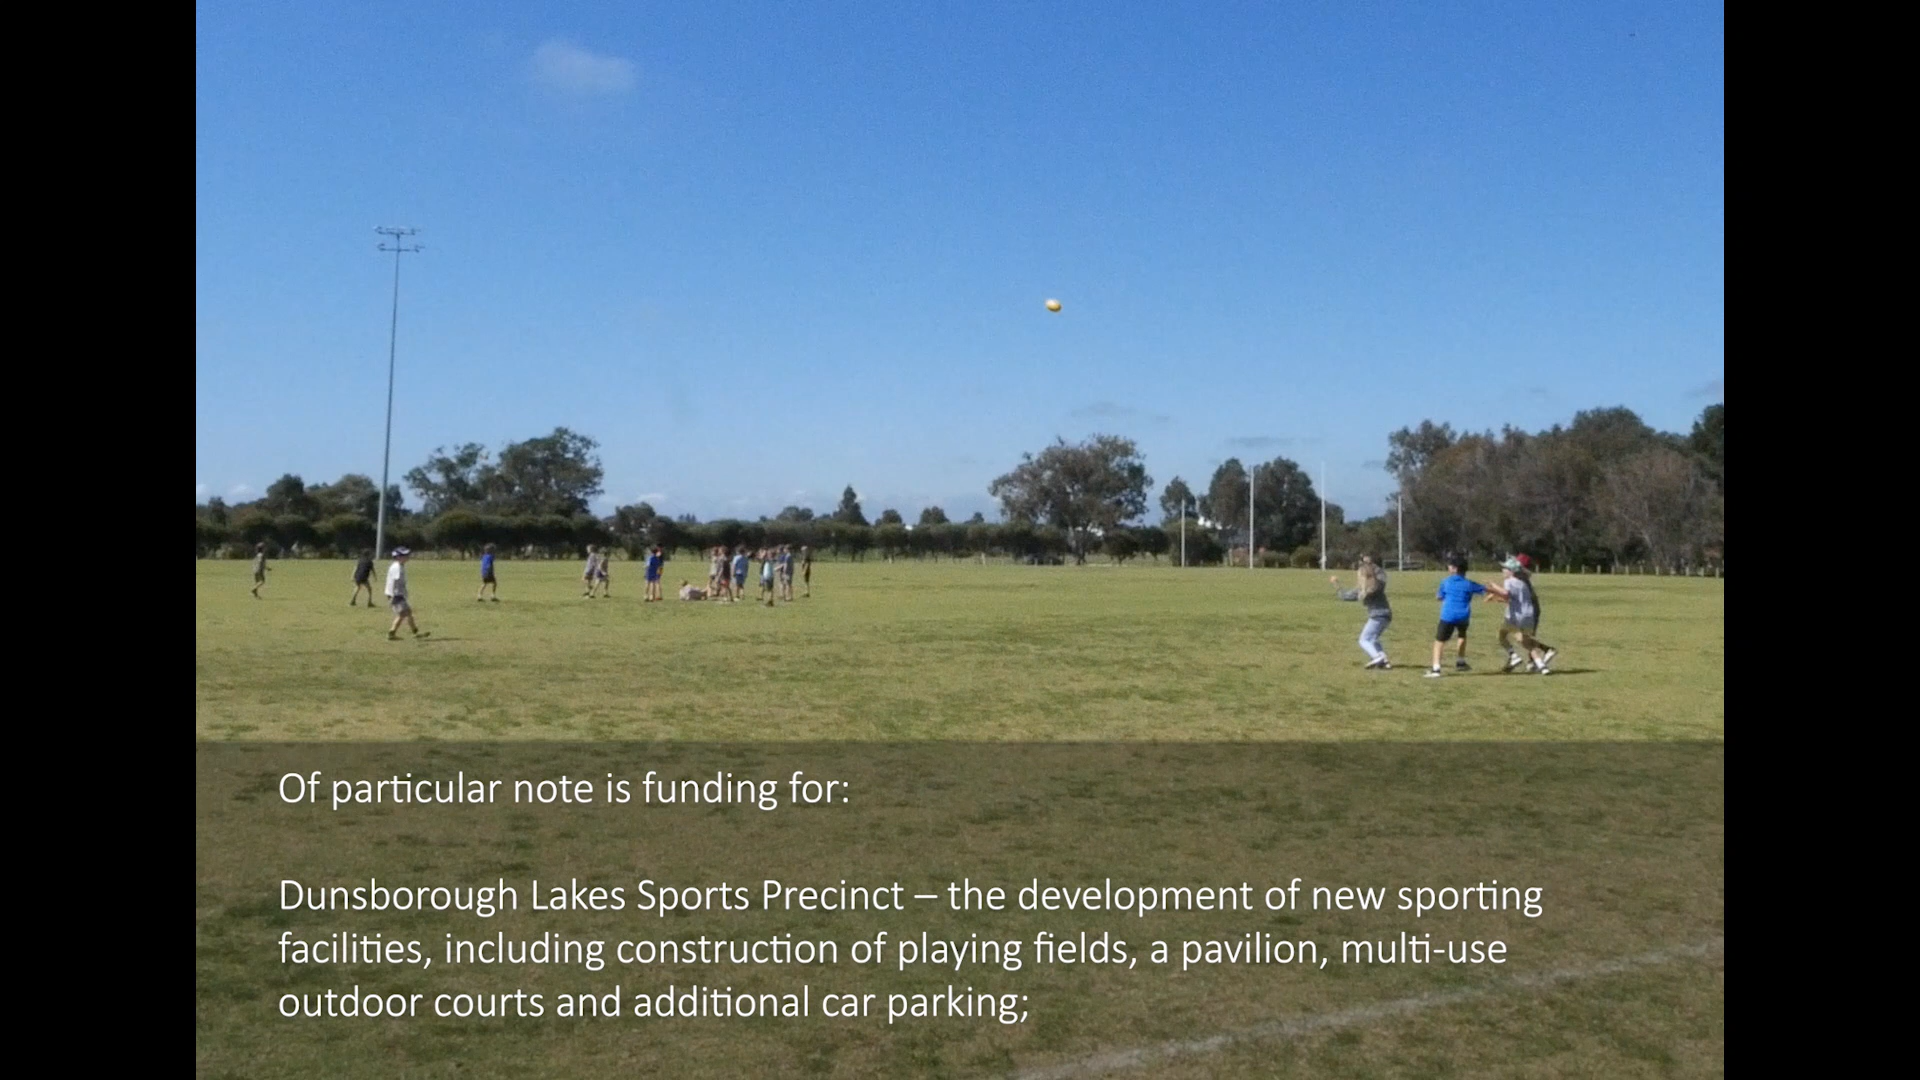 Of particular note is funding for:
Dunsborough Lakes Sports Precinct – the development of new sporting
facilities, including construction of playing fields, a pavilion, multi-use
outdoor courts and additional car parking;